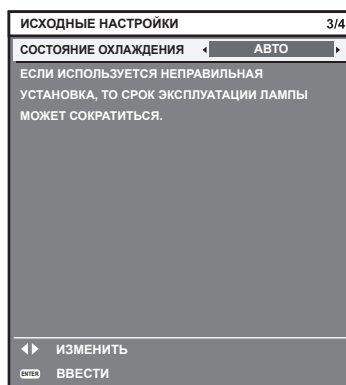 ИСХОДНЫЕ НАСТРОЙКИ 3/4
СОСТОЯНИЕ ОХЛАЖДЕНИЯ АВТО
ЕСЛИ ИСПОЛЬЗУЕТСЯ НЕПРАВИЛЬНАЯ
УСТАНОВКА, ТО СРОК ЭКСПЛУАТАЦИИ ЛАМПЫ
МОЖЕТ СОКРАТИТЬСЯ.
ИЗМЕНИТЬ
ENTER ВВЕСТИ